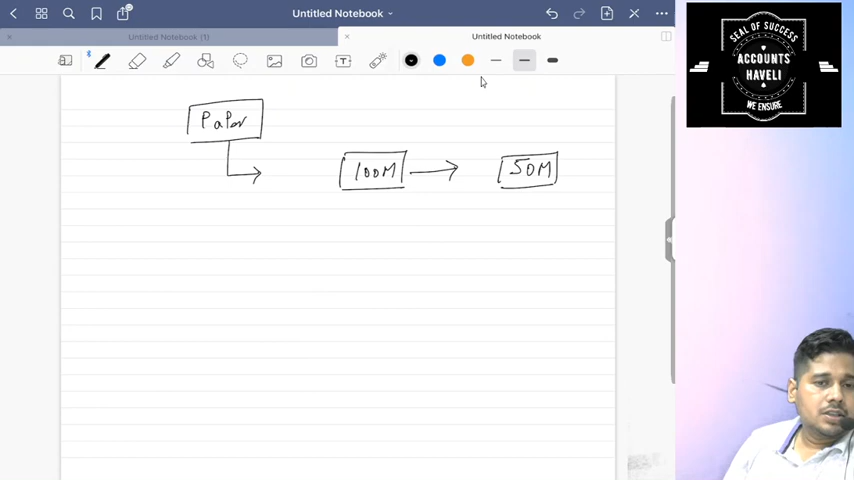 Untitled Notebook
Untitled Notebook (1)
Untitled Notebook
T
PaPer
100M
50M
SEAL OF SUCCESS
ACCOUNTS
HAVELI
WE ENSURE